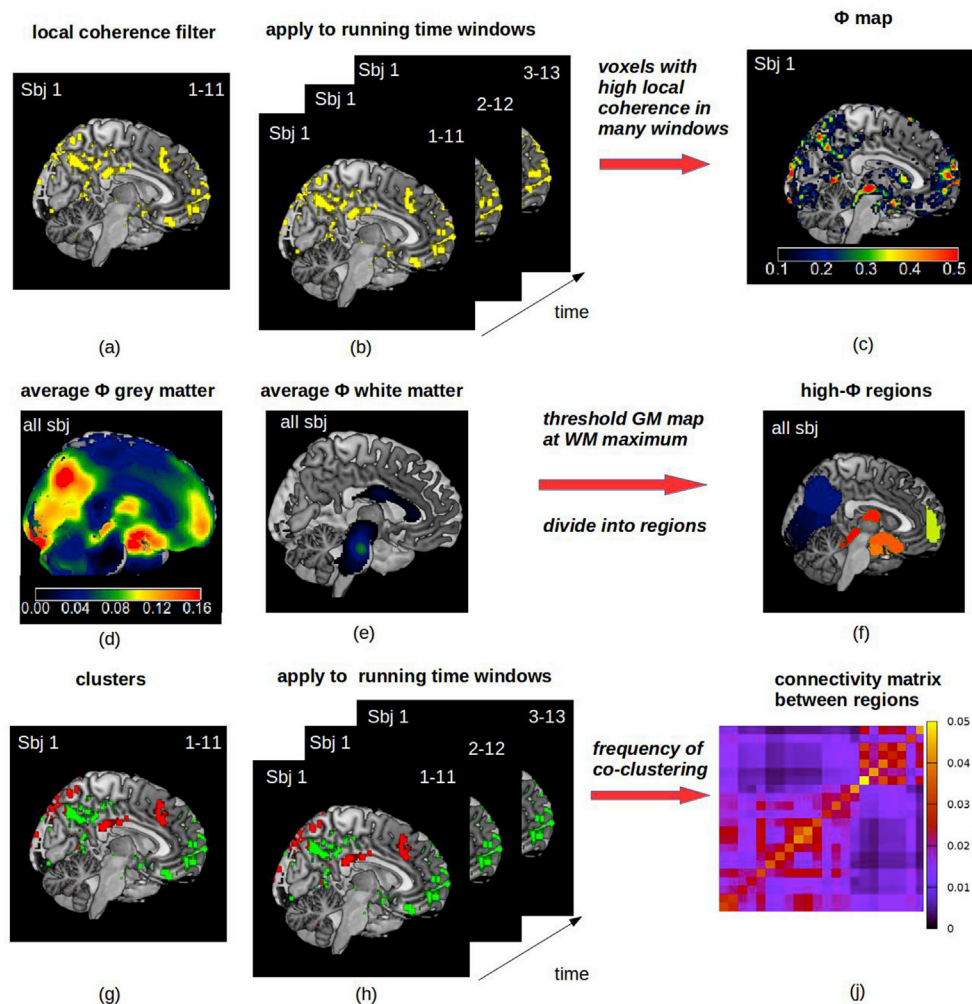 local coherence filter
apply to running time windows
Φ map
Sbj 1 1-11
Sbj 1 3-13
Sbj 1 2-12
Sbj 1 1-11
voxels with
high local
coherence in
many windows
Sbj 1
0.1 0.2 0.3 0.4 0.5
time
(a)
(b)
(c)
average Φ grey matter
average Φ white matter
high-Φ regions
all sbj
all sbj
threshold GM map
at WM maximum
divide into regions
all sbj
0.00 0.04 0.08 0.12 0.16
(d)
(e)
(f)
clusters
apply to running time windows
connectivity matrix
between regions
Sbj 1 1-11
Sbj 1 3-13
Sbj 1 2-12
Sbj 1 1-11
frequency of
co-clustering
0.05
0.04
0.03
0.02
0.01
0
time
(g)
(h)
(j)